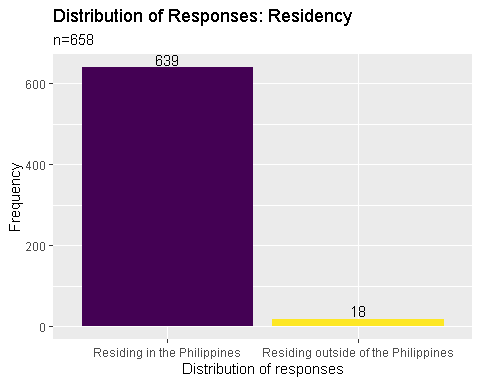 Distribution of Responses: Residency
n=658
639
18
600
400
200
0
Frequency
Residing in the Philippines
Residing outside of the Philippines
Distribution of responses